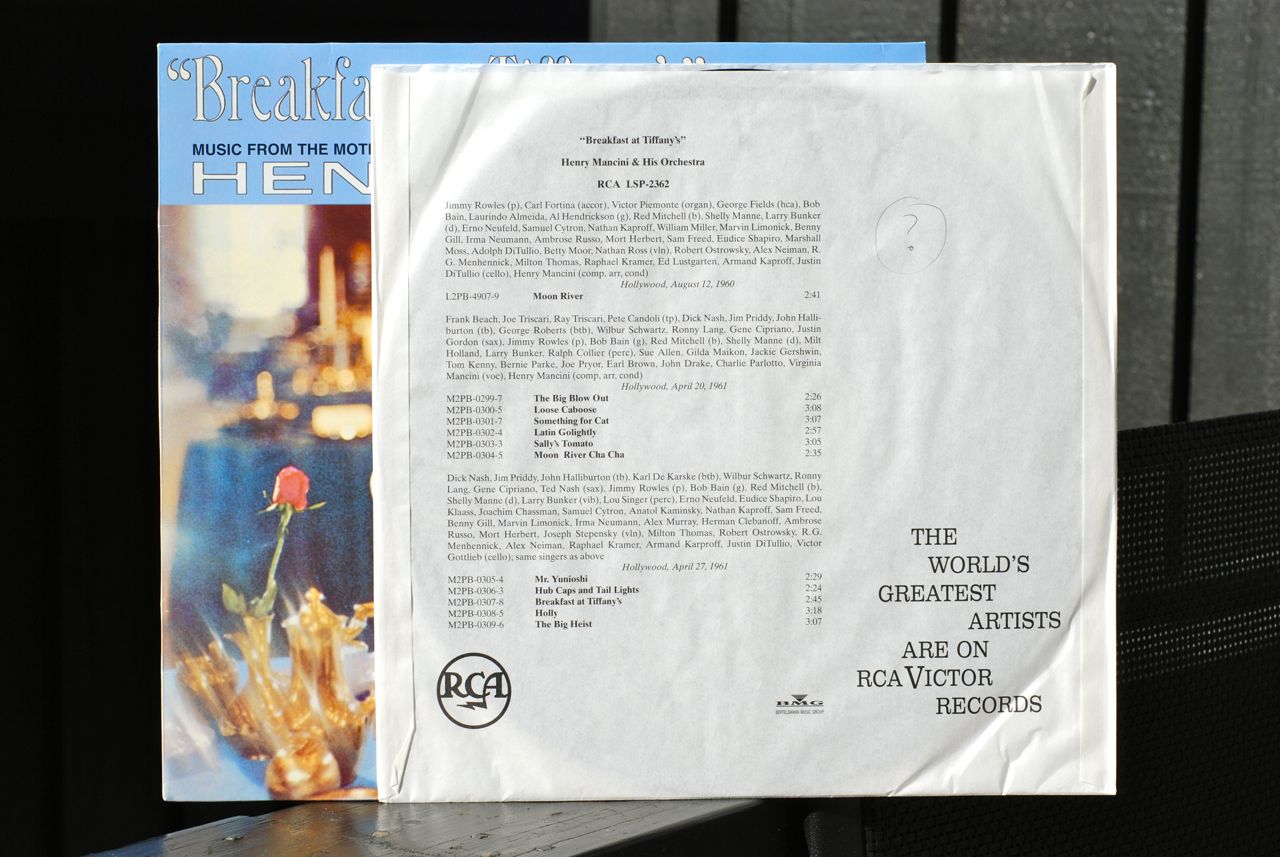 “Breakfa
MUSIC FROM THE MOTI
HEN
“Breakfast at Tiffany's”
Henry Mancini & His Orchestra
RCA LSP-2362
Jimmy Rowles (p), Carl Fortina (accor), Victor Piemonte (organ), George Fields (hca), Bob
Bain, Laurindo Almeida, Al Hendrickson (g), Red Mitchell (b), Shelly Manne, Larry Bunker
(d), Erno Neufeld, Samuel Cytron, Nathan Kaproff, William Miller, Marvin Limonick, Benny
Gill, Irma Neumann, Ambrose Russo, Mort Herbert, Sam Freed, Eudice Shapiro, Marshall
Moss, Adolph DiTullio, Betty Moor, Nathan Ross (vln), Robert Ostrowsky, Alex Neiman, R.
G. Menhennick, Milton Thomas, Raphael Kramer, Ed Lustgarten, Armand Kaproff, Justin
DiTullio (cello), Henry Mancini (comp, arr, cond)
Hollywood, August 12, 1960
L2PB-4907-9 Moon River 2:41
Frank Beach, Joe Triscari, Ray Triscari, Pete Candoli (tp), Dick Nash, Jim Priddy, John Halli-
burton (tb), George Roberts (btb), Wilbur Schwartz, Ronny Lang, Gene Cipriano, Justin
Gordon (sax), Jimmy Rowles (p), Bob Bain (g), Red Mitchell (b), Shelly Manne (d), Milt
Holland, Larry Bunker, Ralph Collier (perc), Sue Allen, Gilda Maikon, Jackie Gershwin,
Tom Kenny, Bernie Parke, Joe Pryor, Earl Brown, John Drake, Charlie Parlotto, Virginia
Mancini (voc), Henry Mancini (comp, arr, cond)
Hollywood, April 20, 1961
M2PB-0299-7 The Big Blow Out 2:26
M2PB-0300-5 Loose Caboose 3:08
M2PB-0301-7 Something for Cat 3:07
M2PB-0302-4 Latin Golightly 2:57
M2PB-0303-3 Sally's Tomato 3:05
M2PB-0304-5 Moon River Cha Cha 2:35
Dick Nash, Jim Priddy, John Halliburton (tb), Karl De Karske (btb), Wilbur Schwartz, Ronny
Lang, Gene Cipriano, Ted Nash (sax), Jimmy Rowles (p), Bob Bain (g), Red Mitchell (b),
Shelly Manne (d), Larry Bunker (vib), Lou Singer (perc), Erno Neufeld, Eudice Shapiro, Lou
Klaass, Joachim Chassman, Samuel Cytron, Anatol Kaminsky, Nathan Kaproff, Sam Freed,
Benny Gill, Marvin Limonick, Irma Neumann, Alex Murray, Herman Clebanoff, Ambrose
Russo, Mort Herbert, Joseph Stepensky (vln), Milton Thomas, Robert Ostrowsky, R.G.
Menhennick, Alex Neiman, Raphael Kramer, Armand Karproff, Justin DiTullio, Victor
Gottlieb (cello); same singers as above
Hollywood, April 27, 1961
M2PB-0305-4 Mr. Yunioshi 2:29
M2PB-0306-3 Hub Caps and Tail Lights 2:24
M2PB-0307-8 Breakfast at Tiffany's 2:45
M2PB-0308-5 Holly 3:18
M2PB-0309-6 The Big Heist 3:07
RCA
BMG
BERTELSMANN MUSIC GROUP
?
THE
WORLD'S
GREATEST
ARTISTS
ARE ON
RCA VICTOR
RECORDS